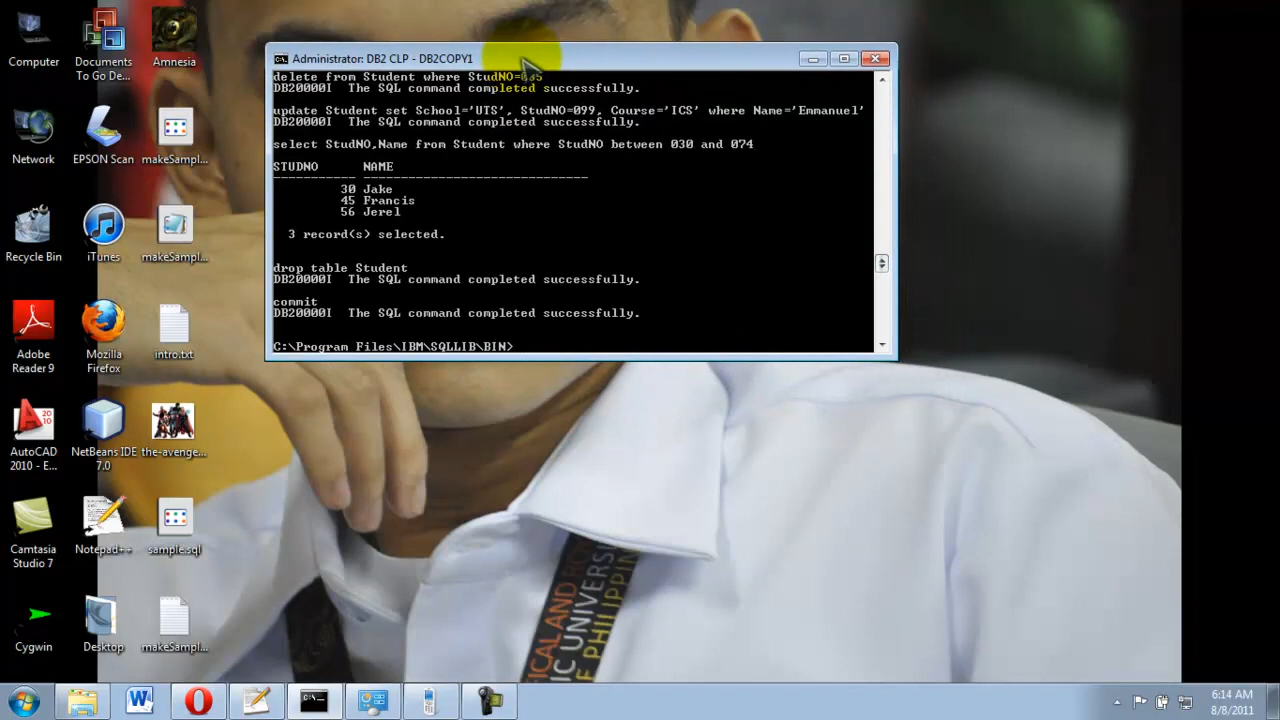 Computer
Documents
To Go De...
Amnesia
Network
EPSON Scan
makeSampl...
Recycle Bin
iTunes
makeSampl...
Adobe
Reader 9
Mozilla
Firefox
intro.txt
AutoCAD
2010 - E...
NetBeans IDE
7.0
the-avenge...
Camtasia
Studio 7
Notepad++
sample.sql
Cygwin
Desktop
makeSampl...
Administrator: DB2 CLP - DB2COPY1
delete from Student where StudNO=035
DB20000I The SQL command completed successfully.
update Student set School='UTS', StudNO=099, Course='ICS' where Name='Emmanuel'
DB20000I The SQL command completed successfully.
select StudNO,Name from Student where StudNO between 030 and 074
STUDNO NAME
----------- ------------------------------
30 Jake
45 Francis
56 Jerel
3 record(s) selected.
drop table Student
DB20000I The SQL command completed successfully.
commit
DB20000I The SQL command completed successfully.
C:\Program Files\IBM\SQLLIB\BIN>
6:14 AM
8/8/2011